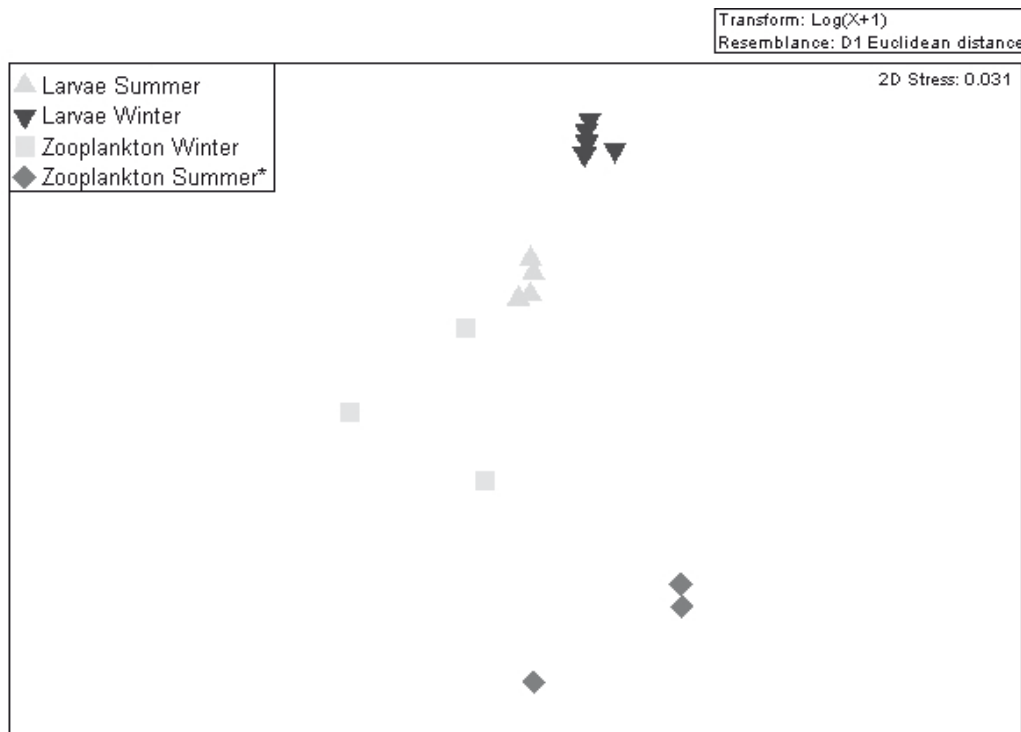 Transform: Log(X+1)
Resemblance: D1 Euclidean distance
2D Stress: 0.031
Larvae Summer
Larvae Winter
Zooplankton Winter
Zooplankton Summer*